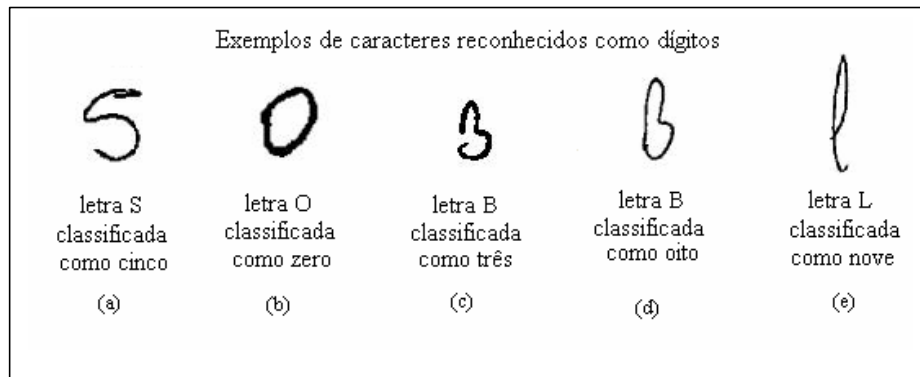 Exemplos de caracteres reconhecidos como dígitos
S O B B l
letra S letra O letra B letra B letra L
classificada classificada classificada classificada classificada
como cinco como zero como três como oito como nove
(a) (b) (c) (d) (e)